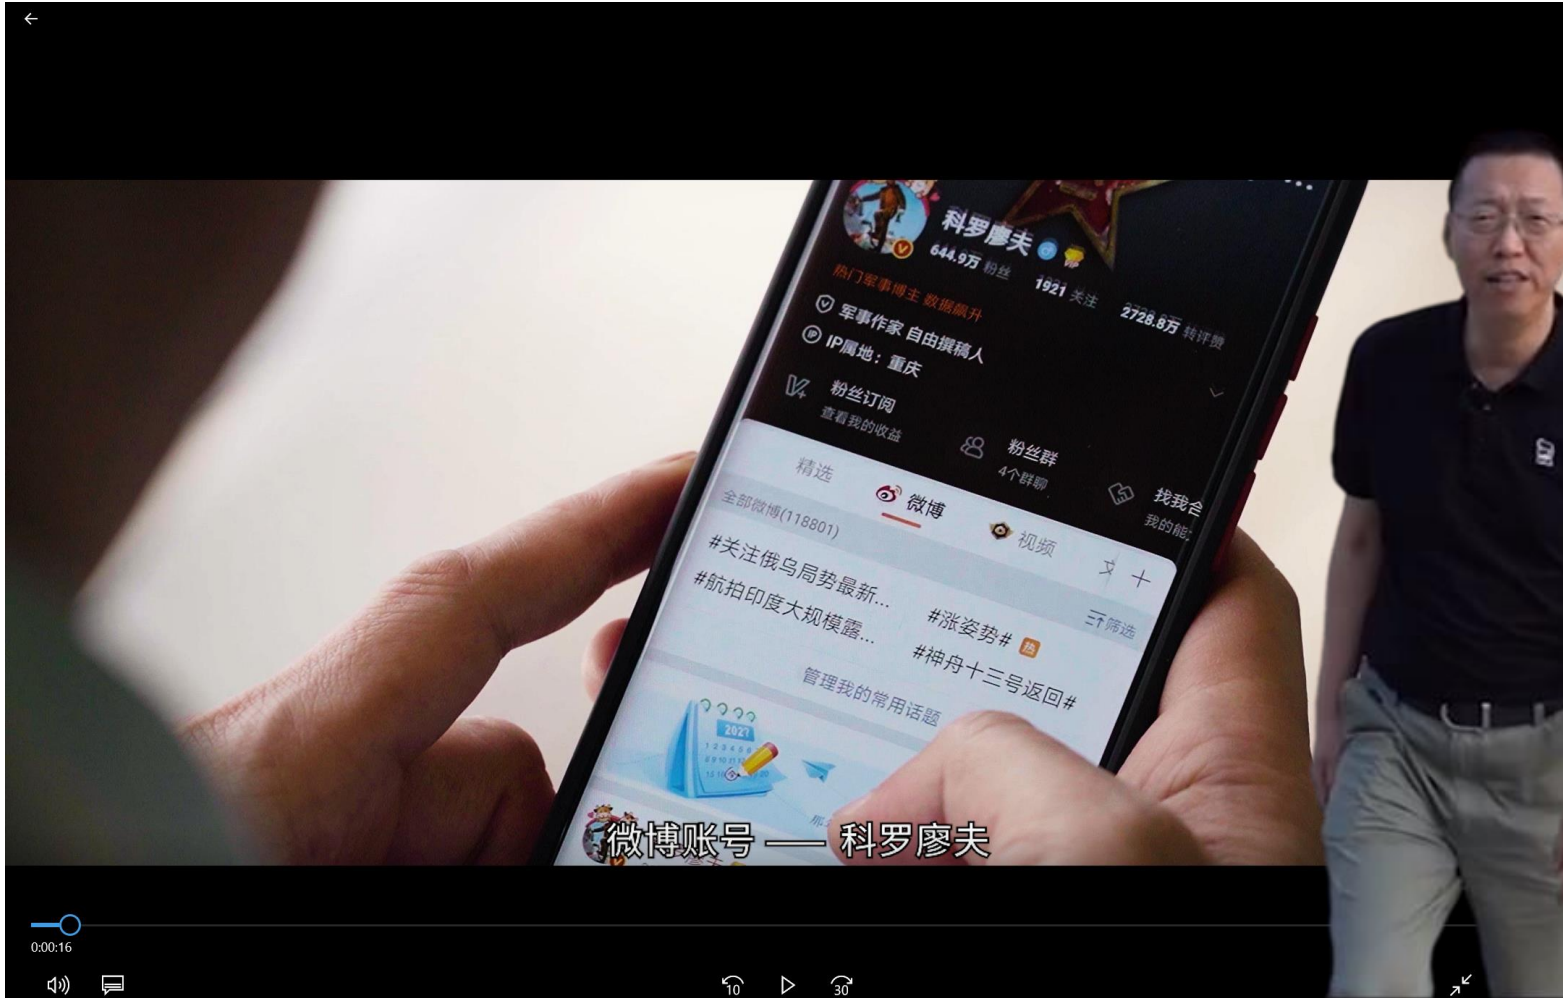 科罗廖夫
644.9万 粉丝
1921 关注
2728.8万 转评赞
热门军事博主 数据飙升
军事作家 自由撰稿人
IP属地：重庆
粉丝订阅
查看我的收益
粉丝群
4个群聊
找我合
我的能
精选
微博
视频
全部微博(118801)
筛选
#关注俄乌局势最新...
#涨姿势# 热
#航拍印度大规模露...
#神舟十三号返回#
管理我的常用话题
微博账号 —— 科罗廖夫
0:00:16
10
30